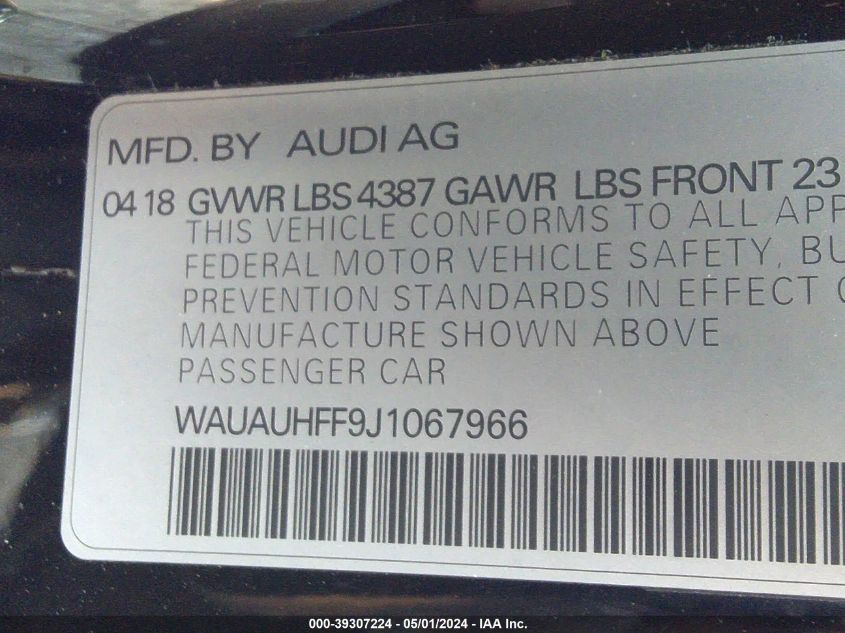 MFD. BY AUDI AG
04 18 GVWR LBS 4387 GAWR LBS FRONT 23
THIS VEHICLE CONFORMS TO ALL APP
FEDERAL MOTOR VEHICLE SAFETY, BU
PREVENTION STANDARDS IN EFFECT
MANUFACTURE SHOWN ABOVE
PASSENGER CAR
WAUAUHFF9J1067966
000-39307224 - 05/01/2024 - IAA Inc.